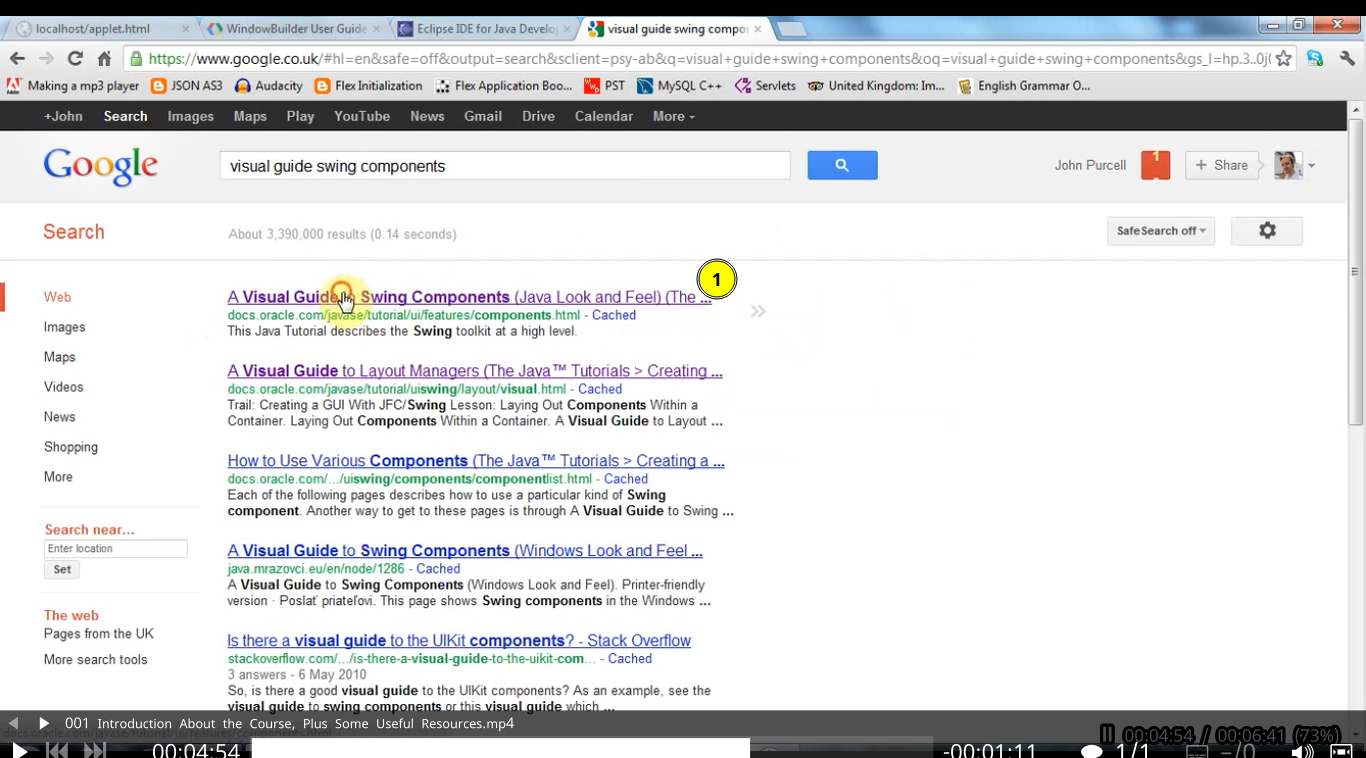 localhost/applet.html
WindowBuilder User Guide
Eclipse IDE for Java Develo
visual guide swing compo
https://www.google.co.uk/#hl=en&safe=off&output=search&sclient=psy-ab&q=visual+guide+swing+components&oq=visual+guide+swing+components&gs_l=hp.3..0j
Making a mp3 player JSON AS3 Audacity Flex Initialization Flex Application Boo... PST MySQL C++ Servlets United Kingdom: Im... English Grammar O...
+John Search Images Maps Play YouTube News Gmail Drive Calendar More
Google
visual guide swing components
John Purcell 1 + Share
Search
About 3,390,000 results (0.14 seconds)
SafeSearch off
Web
Images
Maps
Videos
News
Shopping
More
Search near...
Enter location
Set
The web
Pages from the UK
More search tools
1
A Visual Guide to Swing Components (Java Look and Feel) (The ...
docs.oracle.com/javase/tutorial/ui/features/components.html - Cached
This Java Tutorial describes the Swing toolkit at a high level.
A Visual Guide to Layout Managers (The Java™ Tutorials > Creating ...
docs.oracle.com/javase/tutorial/uiswing/layout/visual.html - Cached
Trail: Creating a GUI With JFC/Swing Lesson: Laying Out Components Within a
Container. Laying Out Components Within a Container. A Visual Guide to Layout ...
How to Use Various Components (The Java™ Tutorials > Creating a ...
docs.oracle.com/.../uiswing/components/componentlist.html - Cached
Each of the following pages describes how to use a particular kind of Swing
component. Another way to get to these pages is through A Visual Guide to Swing ...
A Visual Guide to Swing Components (Windows Look and Feel ...
java.mrazovci.eu/en/node/1286 - Cached
A Visual Guide to Swing Components (Windows Look and Feel). Printer-friendly
version · Poslať priateľovi. This page shows Swing components in the Windows ...
Is there a visual guide to the UIKit components? - Stack Overflow
stackoverflow.com/.../is-there-a-visual-guide-to-the-uikit-com... - Cached
3 answers - 6 May 2010
So, is there a good visual guide to the UIKit components? As an example, see the
visual guide to swing components or this visual guide which ...
001 Introduction About the Course, Plus Some Useful Resources.mp4
00:04:54 / 00:06:41 (73%)
00:04:54
-00:01:11
1/1
−/0